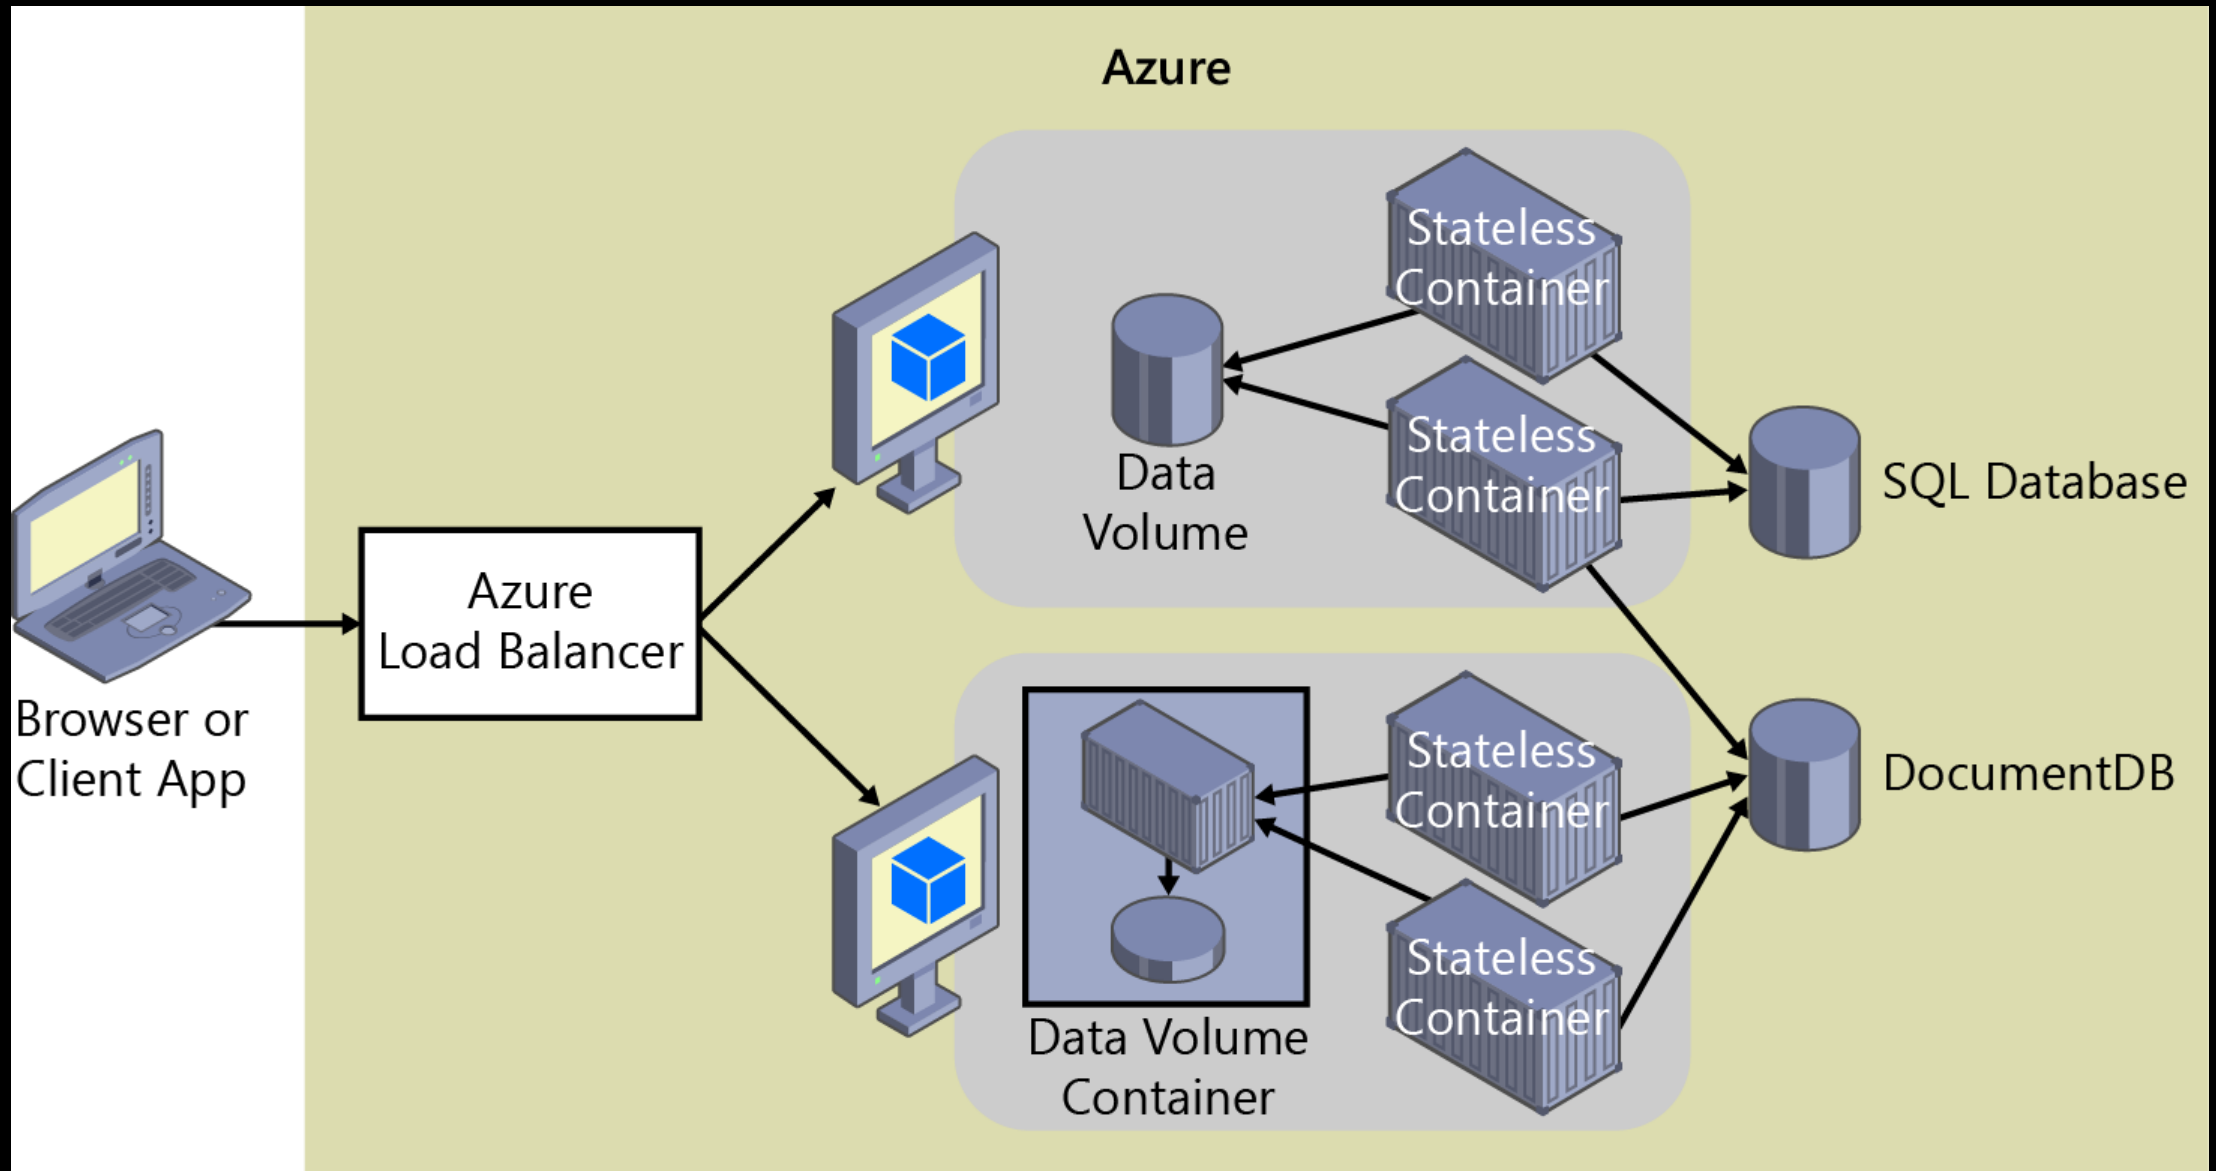 Azure
Browser or
Client App
Azure
Load Balancer
Data
Volume
Stateless
Container
Stateless
Container
SQL Database
Data Volume
Container
Stateless
Container
Stateless
Container
DocumentDB